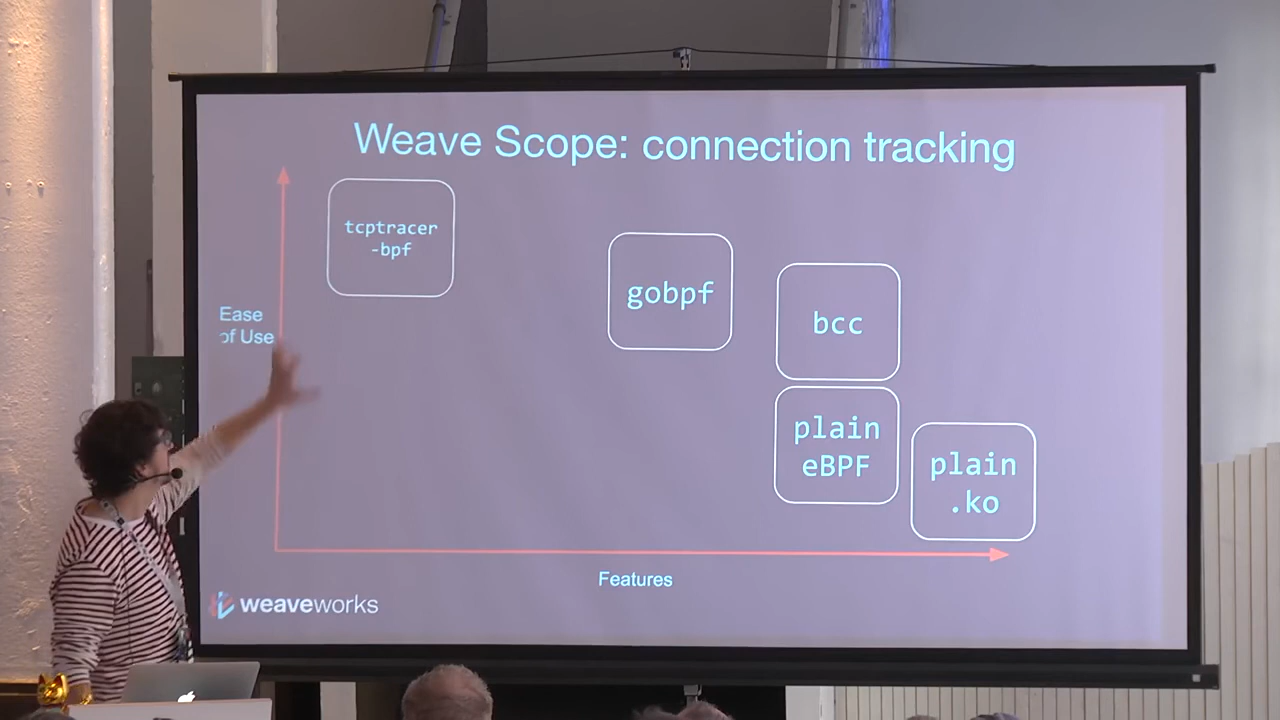 Weave Scope: connection tracking
tcptracer
-bpf
gobpf
bcc
Ease
of Use
plain
eBPF
plain
.ko
Features
weaveworks